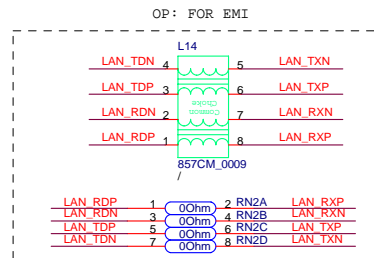 OP: FOR EMI
L14
LAN_TDN 4 5 LAN_TXN
LAN_TDP 3 6 LAN_TXP
Common Choke
LAN_RDN 2 7 LAN_RXN
LAN_RDP 1 8 LAN_RXP
857CM_0009
/
LAN_RDP 1 0Ohm 2 RN2A LAN_RXP
LAN_RDN 3 0Ohm 4 RN2B LAN_RXN
LAN_TDP 5 0Ohm 6 RN2C LAN_TXP
LAN_TDN 7 0Ohm 8 RN2D LAN_TXN